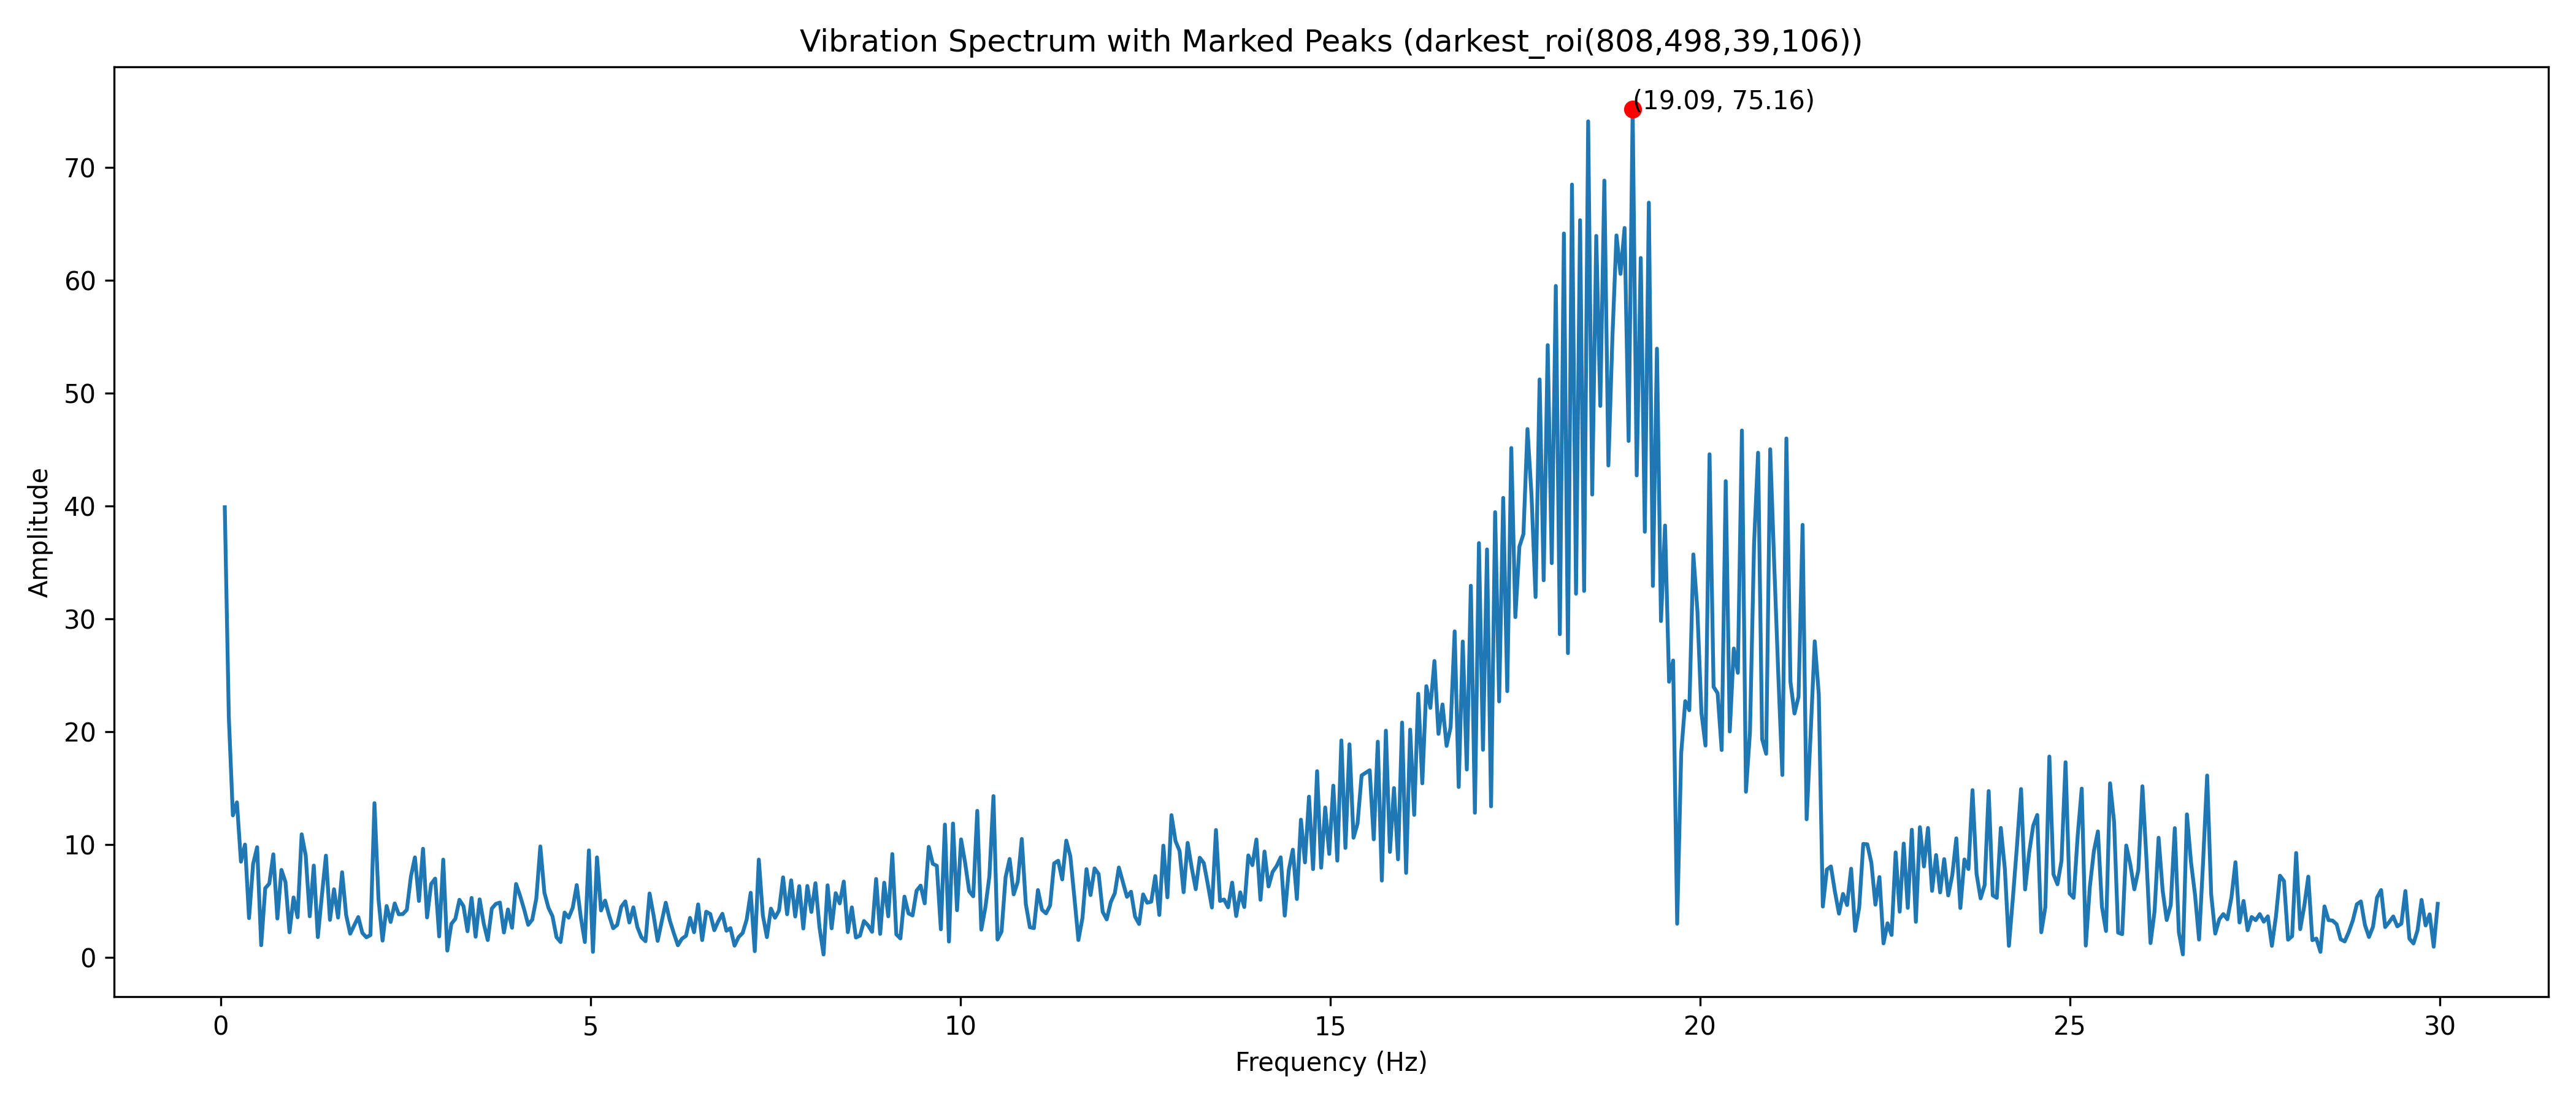 Vibration Spectrum with Marked Peaks (darkest_roi(808,498,39,106))
(19.09, 75.16)
70
60
50
40
30
20
10
0
Amplitude
0 5 10 15 20 25 30
Frequency (Hz)